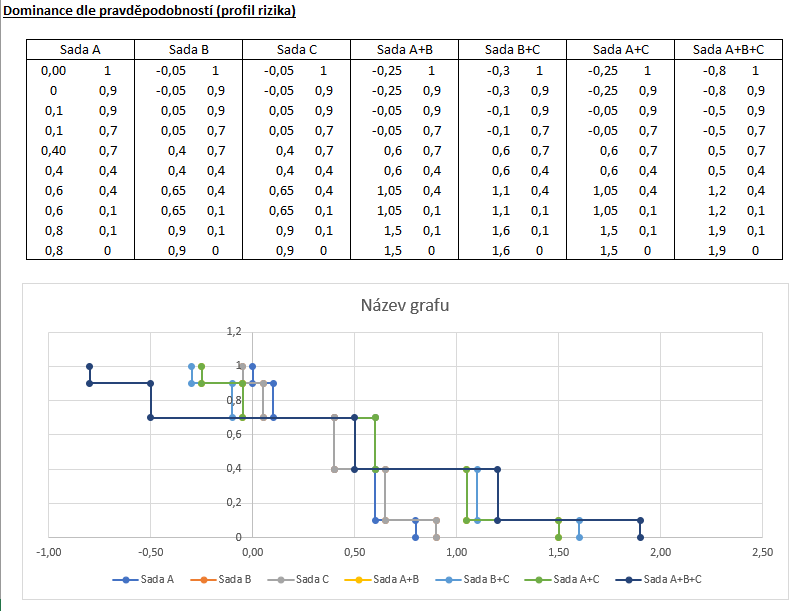 Dominance dle pravděpodobností (profil rizika)
Sada A Sada B Sada C Sada A+B Sada B+C Sada A+C Sada A+B+C
0,00 1 -0,05 1 -0,05 1 -0,25 1 -0,3 1 -0,25 1 -0,8 1
0 0,9 -0,05 0,9 -0,05 0,9 -0,25 0,9 -0,3 0,9 -0,25 0,9 -0,8 0,9
0,1 0,9 0,05 0,9 0,05 0,9 -0,05 0,9 -0,1 0,9 -0,05 0,9 -0,5 0,9
0,1 0,7 0,05 0,7 0,05 0,7 -0,05 0,7 -0,1 0,7 -0,05 0,7 -0,5 0,7
0,40 0,7 0,4 0,7 0,4 0,7 0,6 0,7 0,6 0,7 0,6 0,7 0,5 0,7
0,4 0,4 0,4 0,4 0,4 0,4 0,6 0,4 0,6 0,4 0,6 0,4 0,5 0,4
0,6 0,4 0,65 0,4 0,65 0,4 1,05 0,4 1,1 0,4 1,05 0,4 1,2 0,4
0,6 0,1 0,65 0,1 0,65 0,1 1,05 0,1 1,1 0,1 1,05 0,1 1,2 0,1
0,8 0,1 0,9 0,1 0,9 0,1 1,5 0,1 1,6 0,1 1,5 0,1 1,9 0,1
0,8 0 0,9 0 0,9 0 1,5 0 1,6 0 1,5 0 1,9 0
Název grafu
1,2
1
0,8
0,6
0,4
0,2
0
-1,00 -0,50 0,00 0,50 1,00 1,50 2,00 2,50
Sada A Sada B Sada C Sada A+B Sada B+C Sada A+C Sada A+B+C